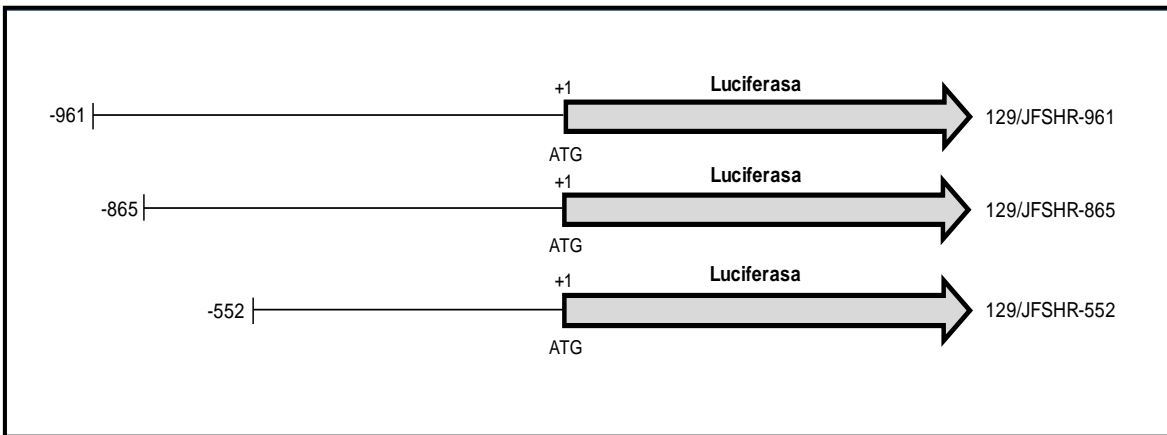 Luciferasa
+1
-961
129/JFSHR-961
ATG
Luciferasa
+1
-865
129/JFSHR-865
ATG
Luciferasa
+1
-552
129/JFSHR-552
ATG